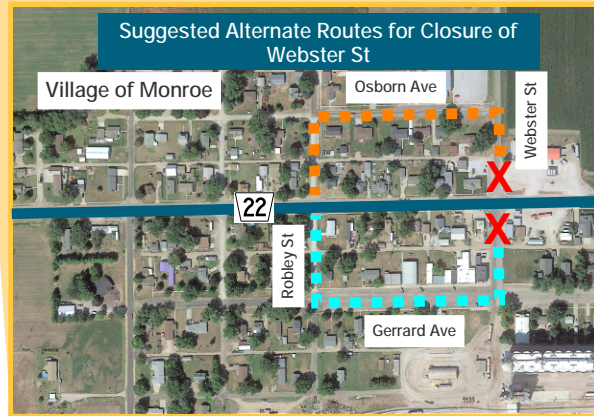 Suggested Alternate Routes for Closure of
Webster St
Village of Monroe
Osborn Ave
Webster St
22
Robley St
Gerrard Ave